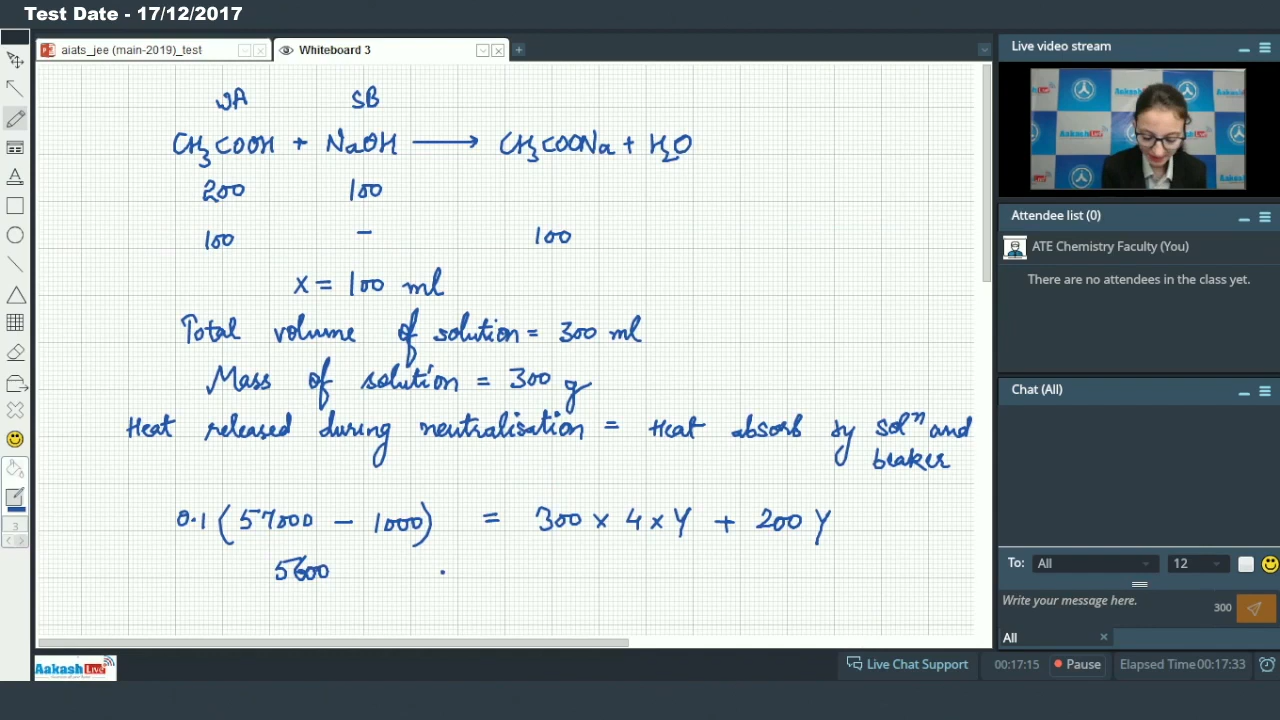 Test Date - 17/12/2017
aiats_jee (main-2019)_test
Whiteboard 3
WA SB
CH3COOH + NaOH ⟶ CH3COONa + H2O
200 100
100 – 100
x = 100 ml
Total volume of solution = 300 ml
Mass of solution = 300 g
Heat released during neutralisation = Heat absorb by solⁿ and
beaker
0.1 (57000 – 1000) = 300 × 4 × Y + 200 Y
5600
3
Aakash Live
Live video stream
Attendee list (0)
ATE Chemistry Faculty (You)
There are no attendees in the class yet.
Chat (All)
To: All 12
Write your message here. 300
All
Live Chat Support 00:17:15 Pause Elapsed Time 00:17:33